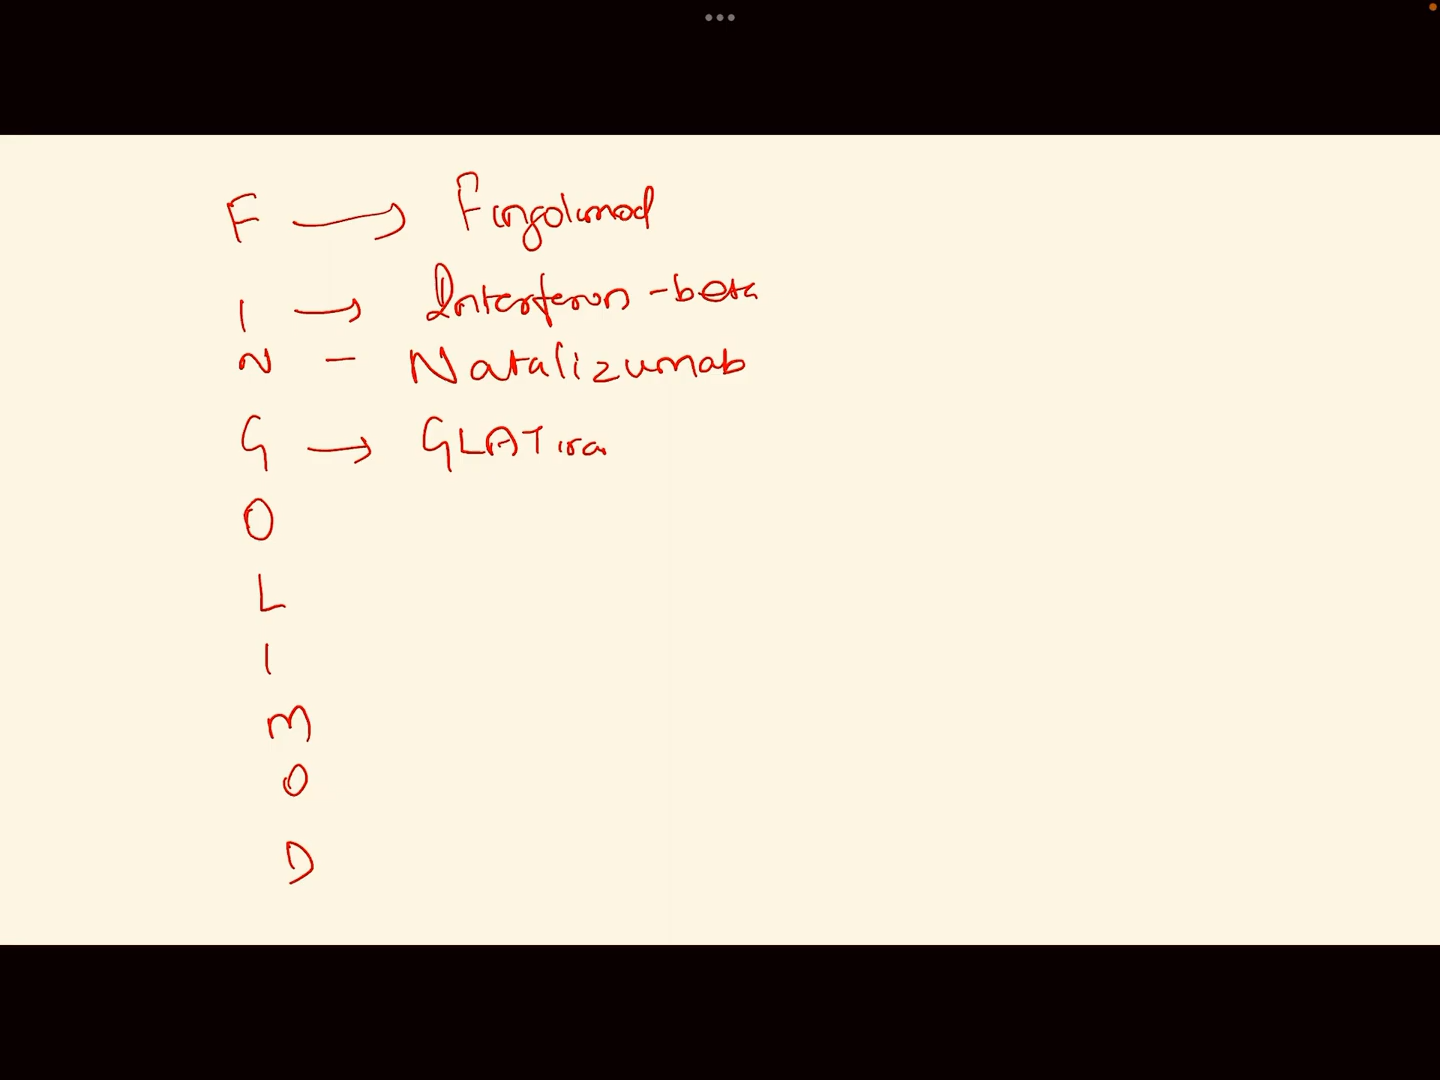 F → Fingolimod
I → Interferon-beta
N - Natalizumab
G → GLATira
O
L
I
M
O
D